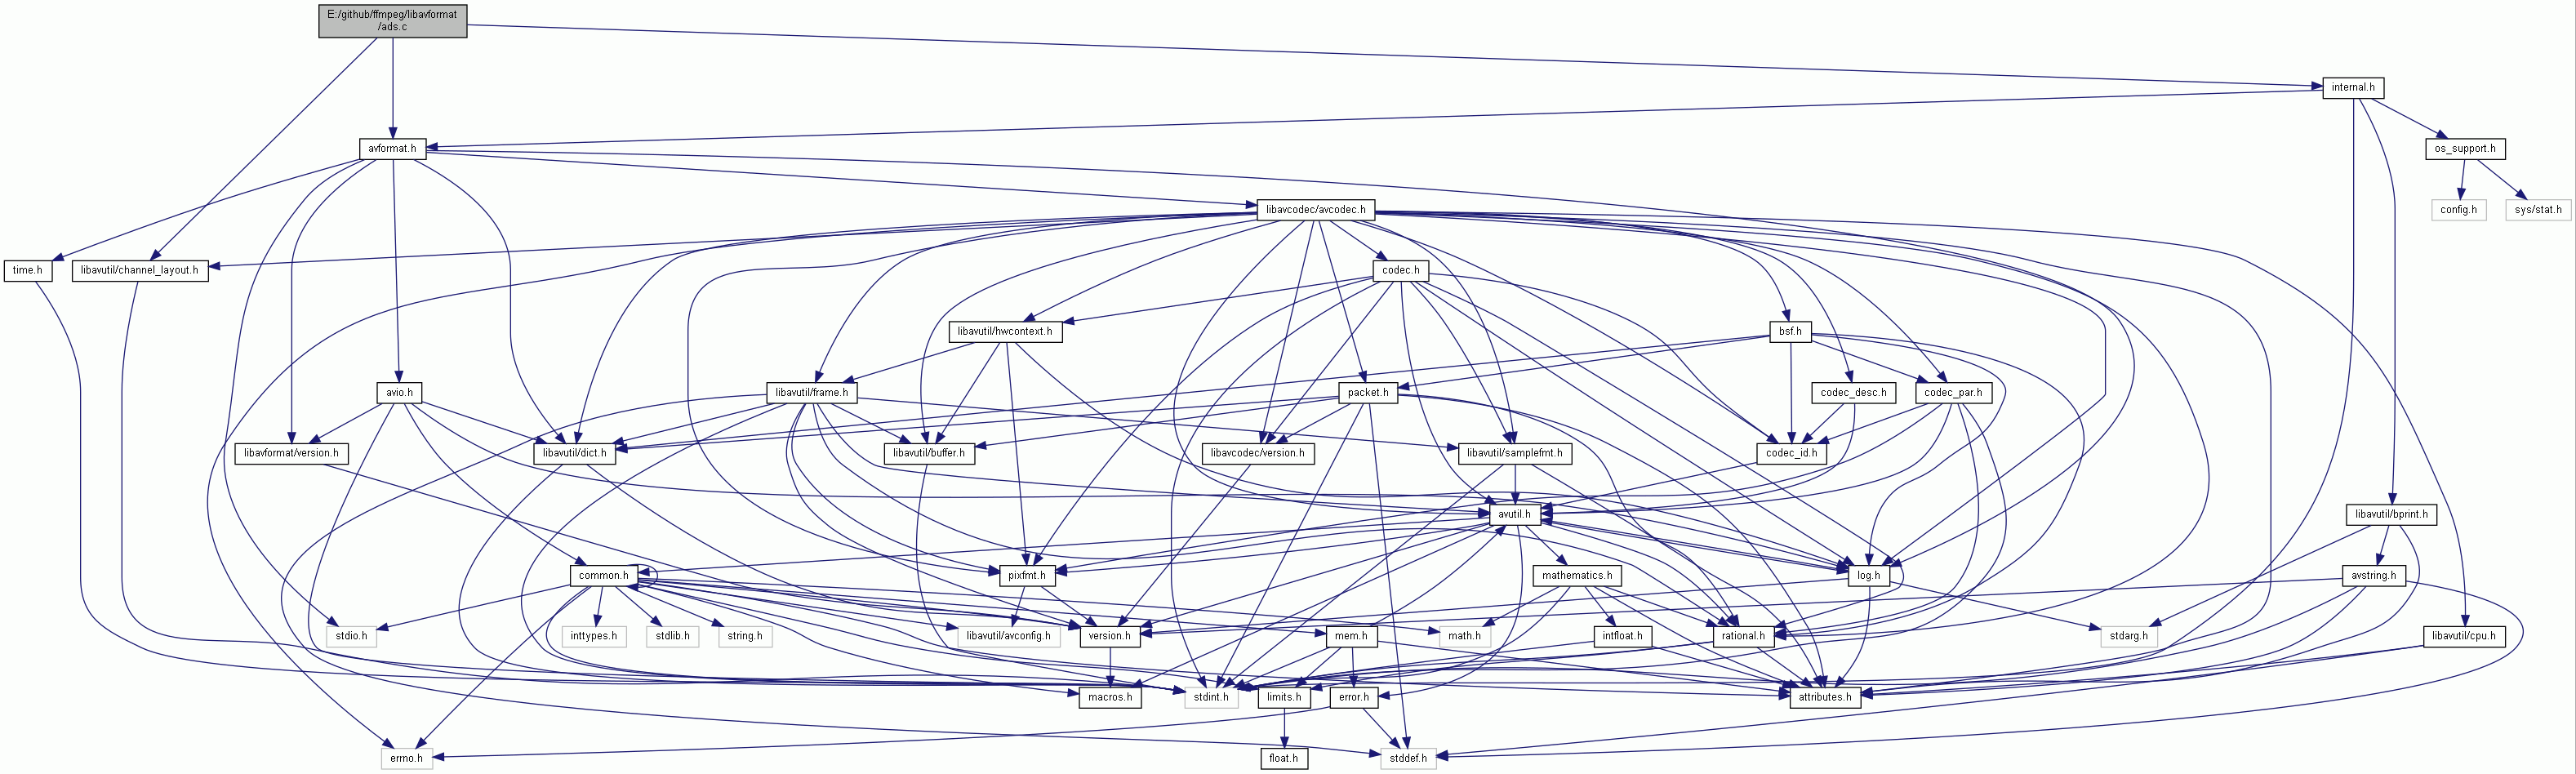 E:/github/ffmpeg/libavformat
/ads.c
internal.h
avformat.h
os_support.h
libavcodec/avcodec.h
config.h
sys/stat.h
time.h
libavutil/channel_layout.h
codec.h
libavutil/hwcontext.h
bsf.h
avio.h
libavutil/frame.h
packet.h
codec_desc.h
codec_par.h
libavformat/version.h
libavutil/dict.h
libavutil/buffer.h
libavcodec/version.h
libavutil/samplefmt.h
codec_id.h
avutil.h
libavutil/bprint.h
common.h
pixfmt.h
mathematics.h
log.h
avstring.h
stdio.h
inttypes.h
stdlib.h
string.h
libavutil/avconfig.h
version.h
mem.h
math.h
intfloat.h
rational.h
stdarg.h
libavutil/cpu.h
macros.h
stdint.h
limits.h
error.h
attributes.h
errno.h
float.h
stddef.h